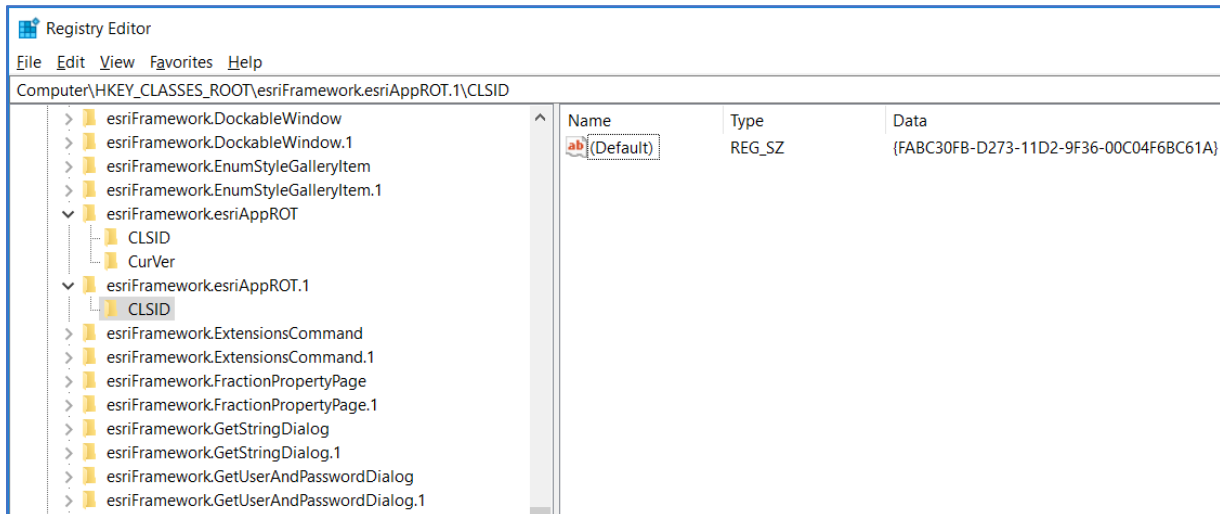 Registry Editor
File Edit View Favorites Help
Computer\HKEY_CLASSES_ROOT\esriFramework.esriAppROT.1\CLSID
esriFramework.DockableWindow
esriFramework.DockableWindow.1
esriFramework.EnumStyleGalleryItem
esriFramework.EnumStyleGalleryItem.1
esriFramework.esriAppROT
CLSID
CurVer
esriFramework.esriAppROT.1
CLSID
esriFramework.ExtensionsCommand
esriFramework.ExtensionsCommand.1
esriFramework.FractionPropertyPage
esriFramework.FractionPropertyPage.1
esriFramework.GetStringDialog
esriFramework.GetStringDialog.1
esriFramework.GetUserAndPasswordDialog
esriFramework.GetUserAndPasswordDialog.1
Name Type Data
ab (Default) REG_SZ {FABC30FB-D273-11D2-9F36-00C04F6BC61A}